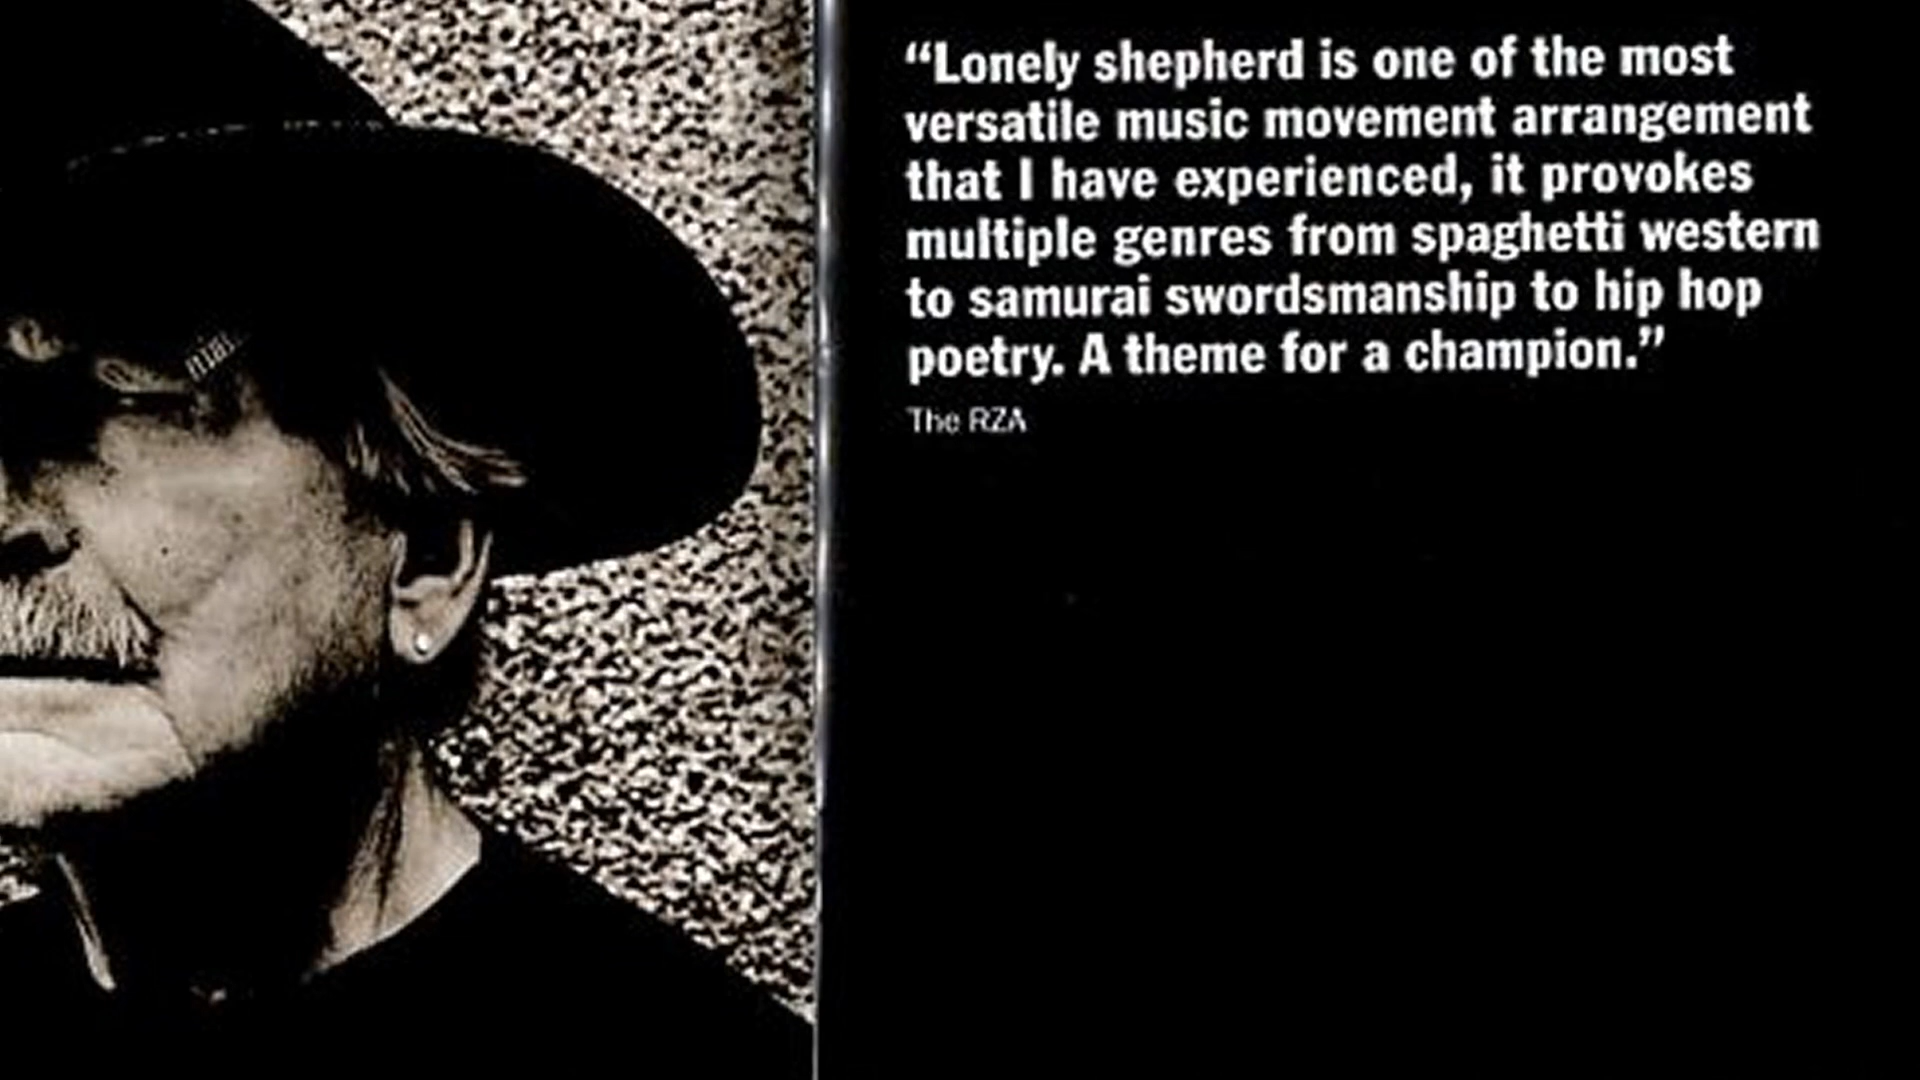 “Lonely shepherd is one of the most
versatile music movement arrangement
that I have experienced, it provokes
multiple genres from spaghetti western
to samurai swordsmanship to hip hop
poetry. A theme for a champion.”
The RZA